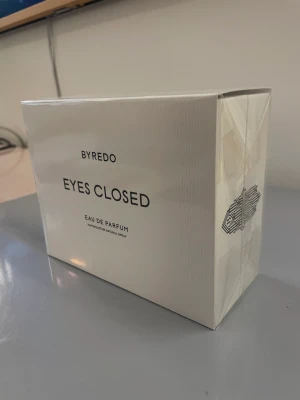 BYREDO
EYES CLOSED
EAU DE PARFUM